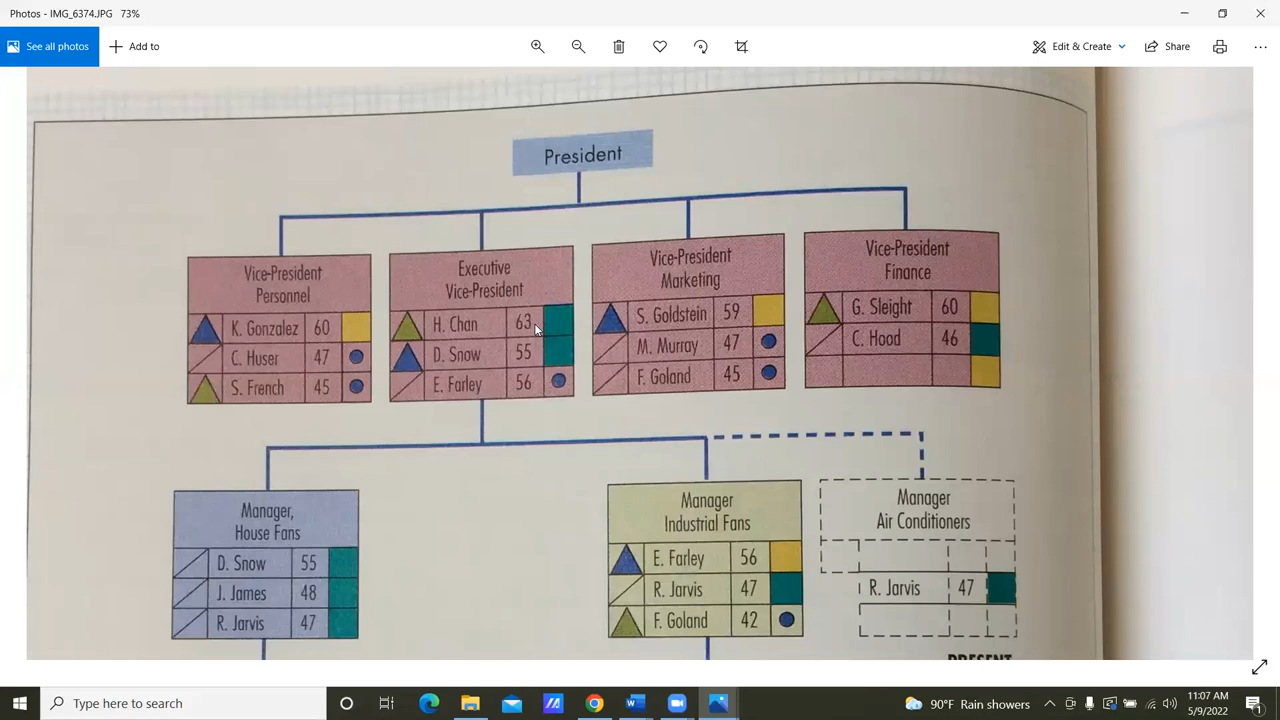 Photos - IMG_6374.JPG 73%
See all photos
Add to
Edit & Create
Share
President
Vice-President
Personnel
K. Gonzalez 60
C. Huser 47
S. French 45
Executive
Vice-President
H. Chan 63
D. Snow 55
E. Farley 56
Vice-President
Marketing
S. Goldstein 59
M. Murray 47
F. Goland 45
Vice-President
Finance
G. Sleight 60
C. Hood 46
Manager,
House Fans
D. Snow 55
J. James 48
R. Jarvis 47
Manager
Industrial Fans
E. Farley 56
R. Jarvis 47
F. Goland 42
Manager
Air Conditioners
R. Jarvis 47
PRESENT
Type here to search
90°F Rain showers
11:07 AM
5/9/2022
1